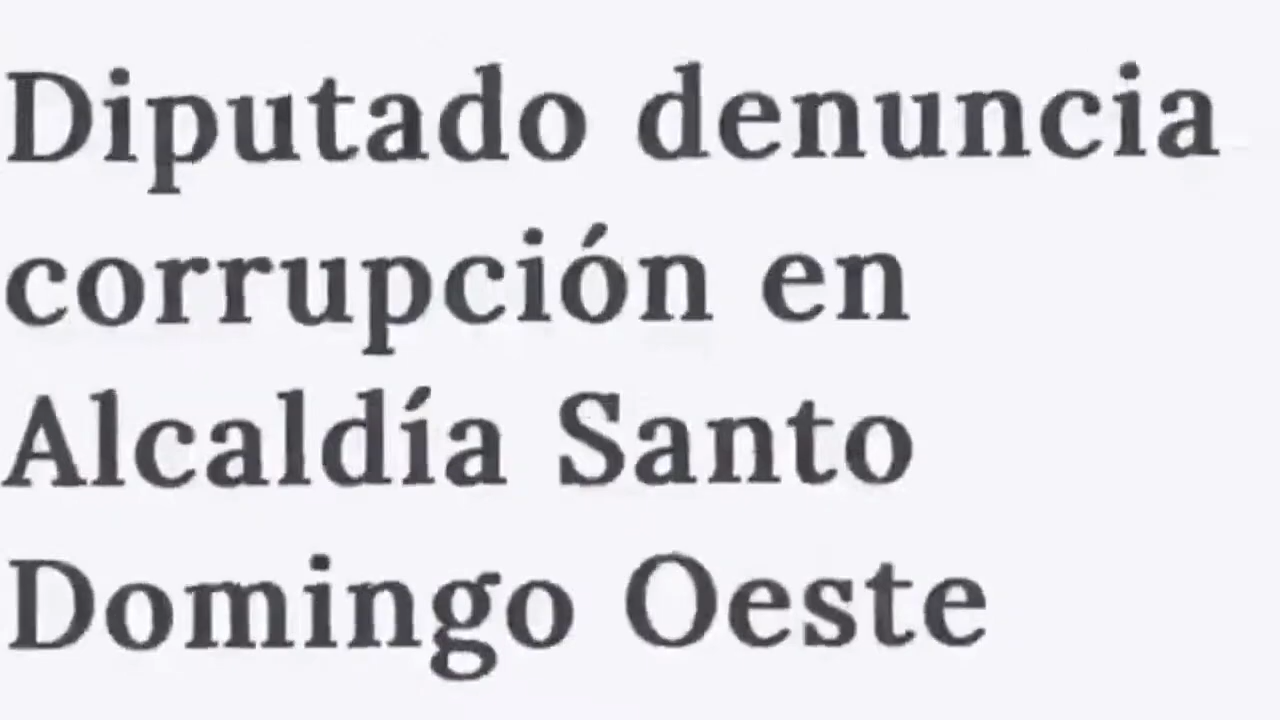 Diputado denuncia
corrupción en
Alcaldía Santo
Domingo Oeste